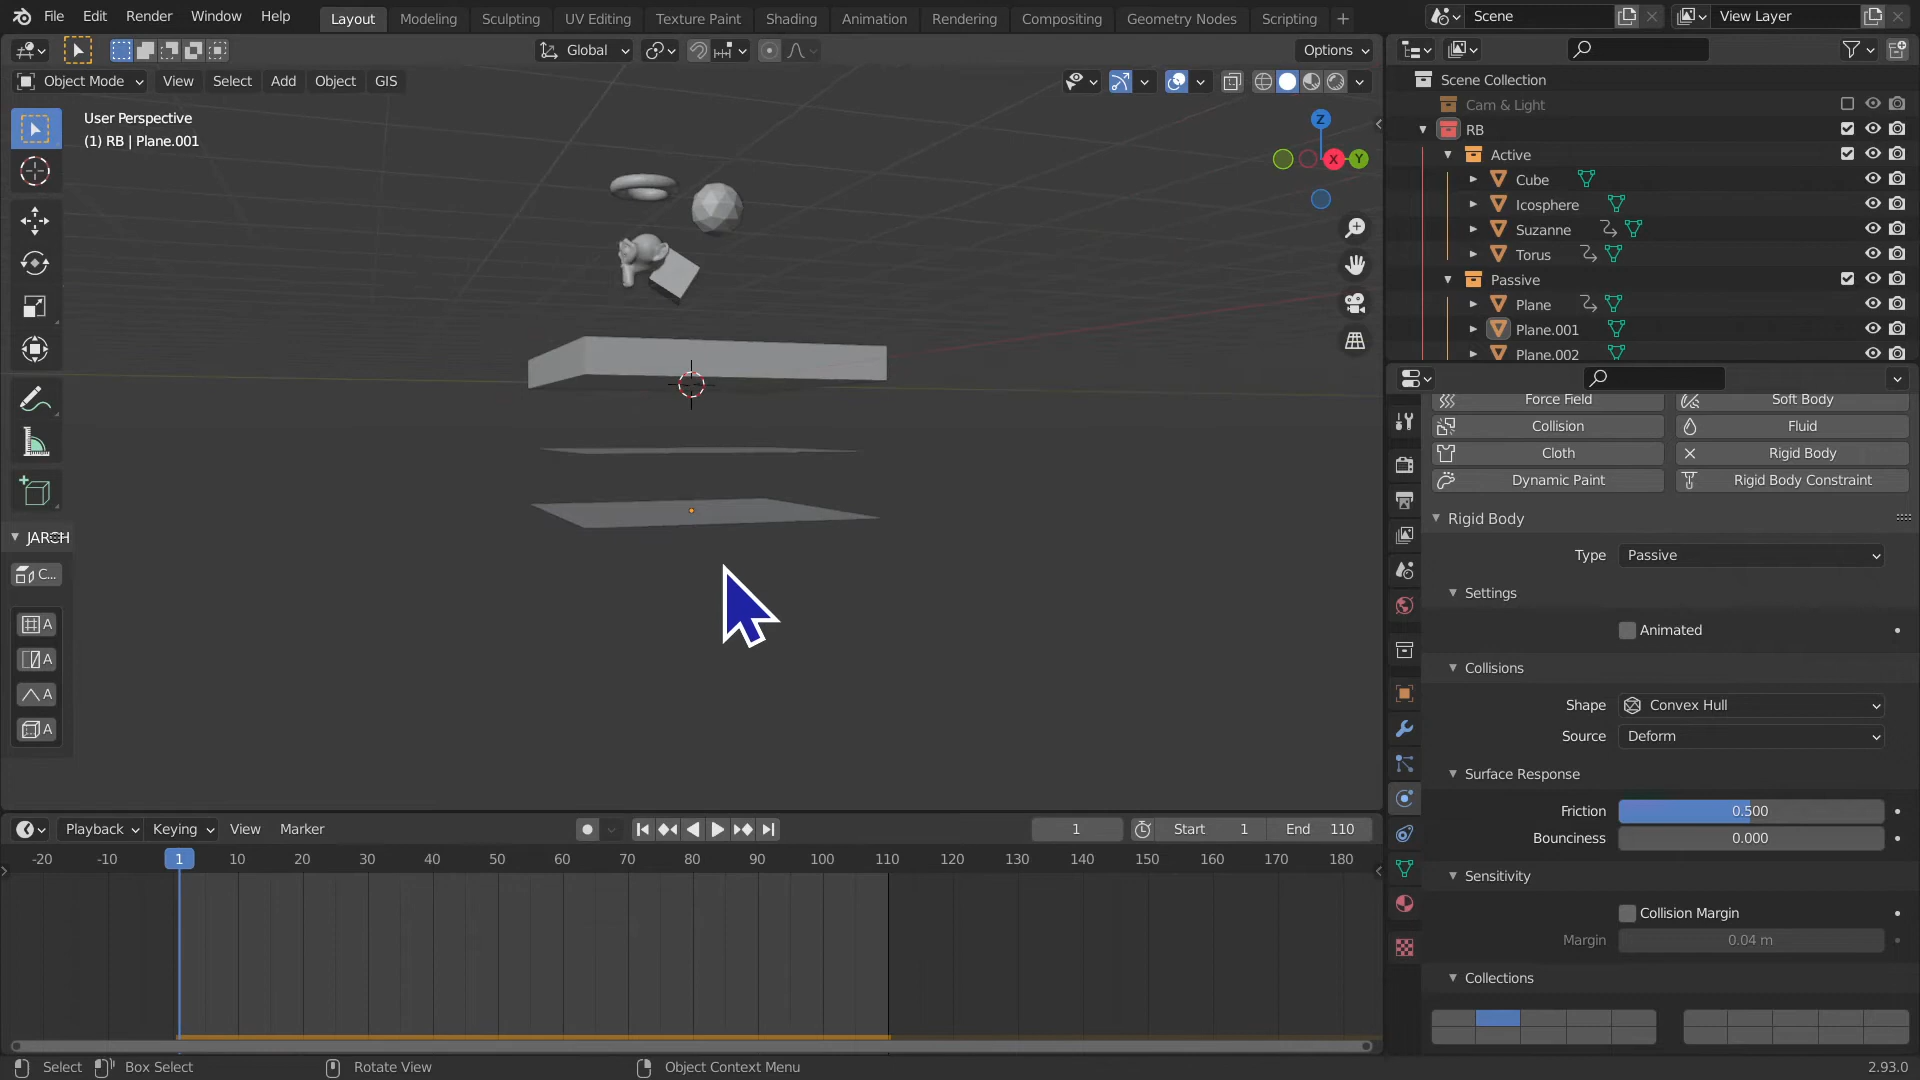 File Edit Render Window Help Layout Modeling Sculpting UV Editing Texture Paint Shading Animation Rendering Compositing Geometry Nodes UV Scripting + Scene View Layer
Global Options
Object Mode View Select Add Object GIS
User Perspective
(1) RB | Plane.001
Z
X
Y
Scene Collection
Cam & Light
RB
Active
Cube
Icosphere
Suzanne
Torus
Passive
Plane
Plane.001
Plane.002
C...
A
A
A
A
Force Field Soft Body
Collision Fluid
Cloth Rigid Body
Dynamic Paint Rigid Body Constraint
Rigid Body
Type Passive
Settings
Animated
Collisions
Shape Convex Hull
Source Deform
Surface Response
Friction 0.500
Bounciness 0.000
Sensitivity
Collision Margin
Margin 0.04 m
Collections
Playback Keying View Marker 1 Start 1 End 110
-20 -10 1 10 20 30 40 50 60 70 80 90 100 110 120 130 140 150 160 170 180
Select Box Select Rotate View Object Context Menu 2.93.0